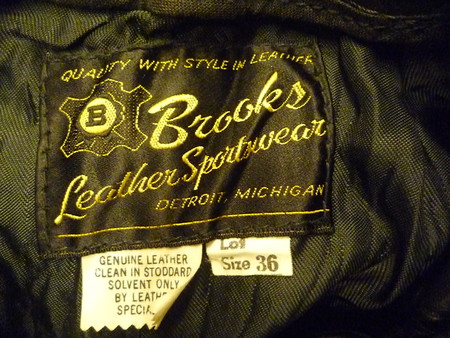 QUALITY WITH STYLE IN LEATHER
B
Brooks
Leather Sportswear
DETROIT, MICHIGAN
GENUINE LEATHER
CLEAN IN STODDARD
SOLVENT ONLY
BY
Lot
Size 36